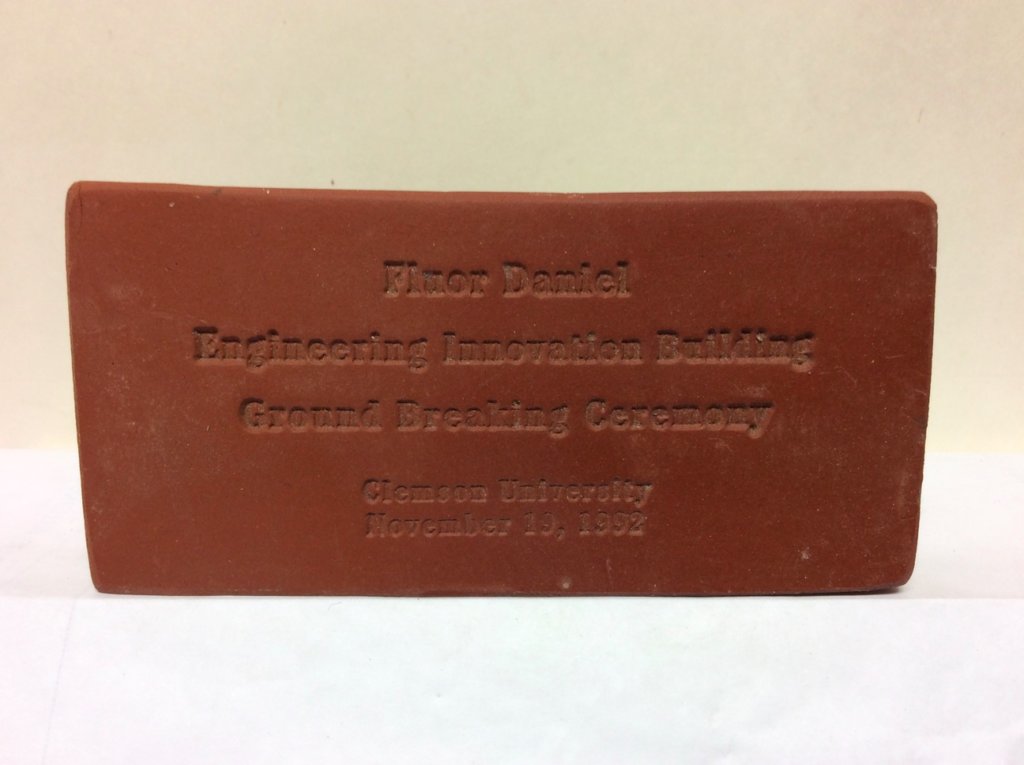 Fluor Daniel
Engineering Innovation Building
Ground Breaking Ceremony
Clemson University
November 19, 1992